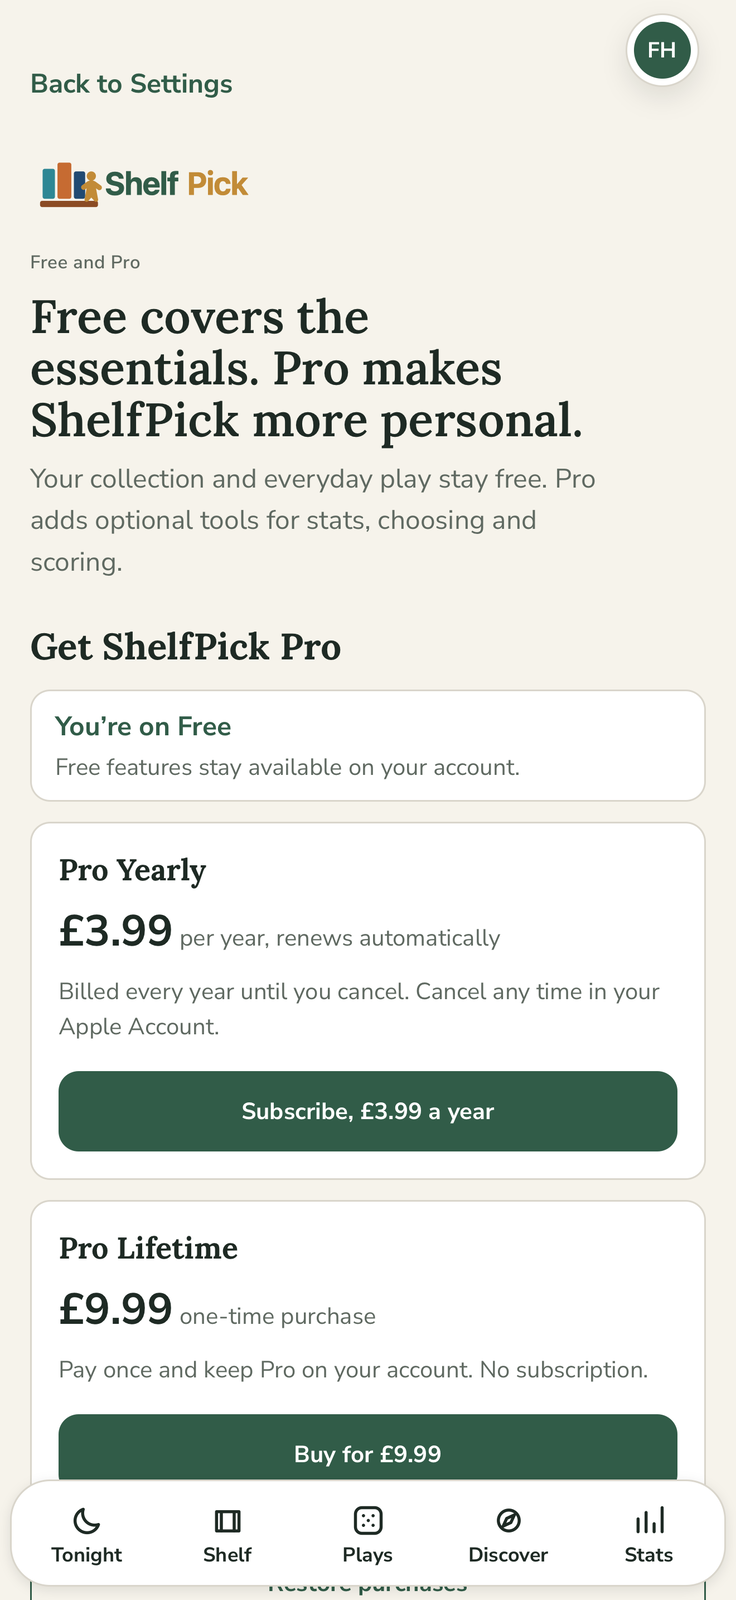 FH
Back to Settings
Shelf Pick
Free and Pro
Free covers the
essentials. Pro makes
ShelfPick more personal.
Your collection and everyday play stay free. Pro
adds optional tools for stats, choosing and
scoring.
Get ShelfPick Pro
You’re on Free
Free features stay available on your account.
Pro Yearly
£3.99 per year, renews automatically
Billed every year until you cancel. Cancel any time in your
Apple Account.
Subscribe, £3.99 a year
Pro Lifetime
£9.99 one-time purchase
Pay once and keep Pro on your account. No subscription.
Buy for £9.99
Tonight
Shelf
Plays
Discover
Stats
Restore purchases